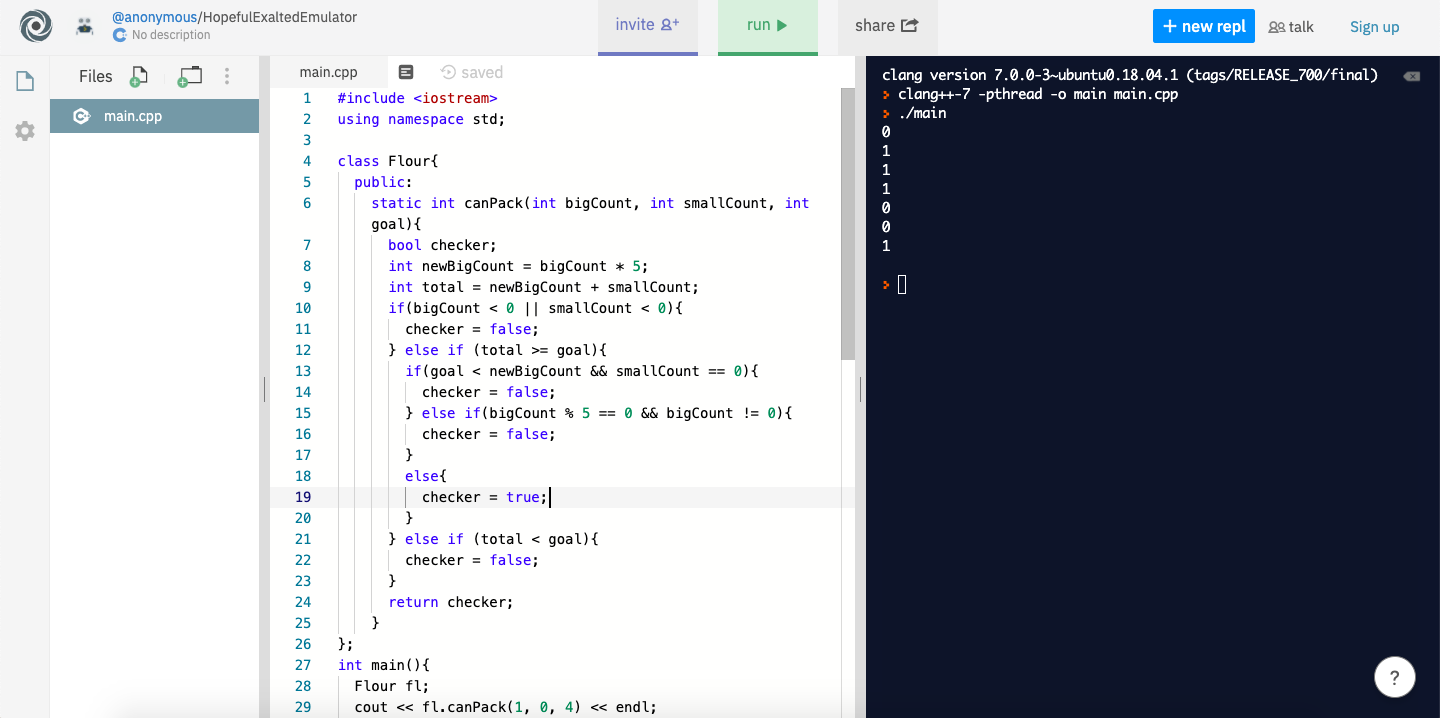 @anonymous/HopefulExaltedEmulator
No description
invite
run
share
+ new repl
talk
Sign up
Files
main.cpp
main.cpp
saved
1 #include <iostream>
2 using namespace std;
3
4 class Flour{
5 public:
6 static int canPack(int bigCount, int smallCount, int
goal){
7 bool checker;
8 int newBigCount = bigCount * 5;
9 int total = newBigCount + smallCount;
10 if(bigCount < 0 || smallCount < 0){
11 checker = false;
12 } else if (total >= goal){
13 if(goal < newBigCount && smallCount == 0){
14 checker = false;
15 } else if(bigCount % 5 == 0 && bigCount != 0){
16 checker = false;
17 }
18 else{
19 checker = true;
20 }
21 } else if (total < goal){
22 checker = false;
23 }
24 return checker;
25 }
26 };
27 int main(){
28 Flour fl;
29 cout << fl.canPack(1, 0, 4) << endl;
clang version 7.0.0-3~ubuntu0.18.04.1 (tags/RELEASE_700/final)
> clang++-7 -pthread -o main main.cpp
> ./main
0
1
1
1
0
0
1
>
?